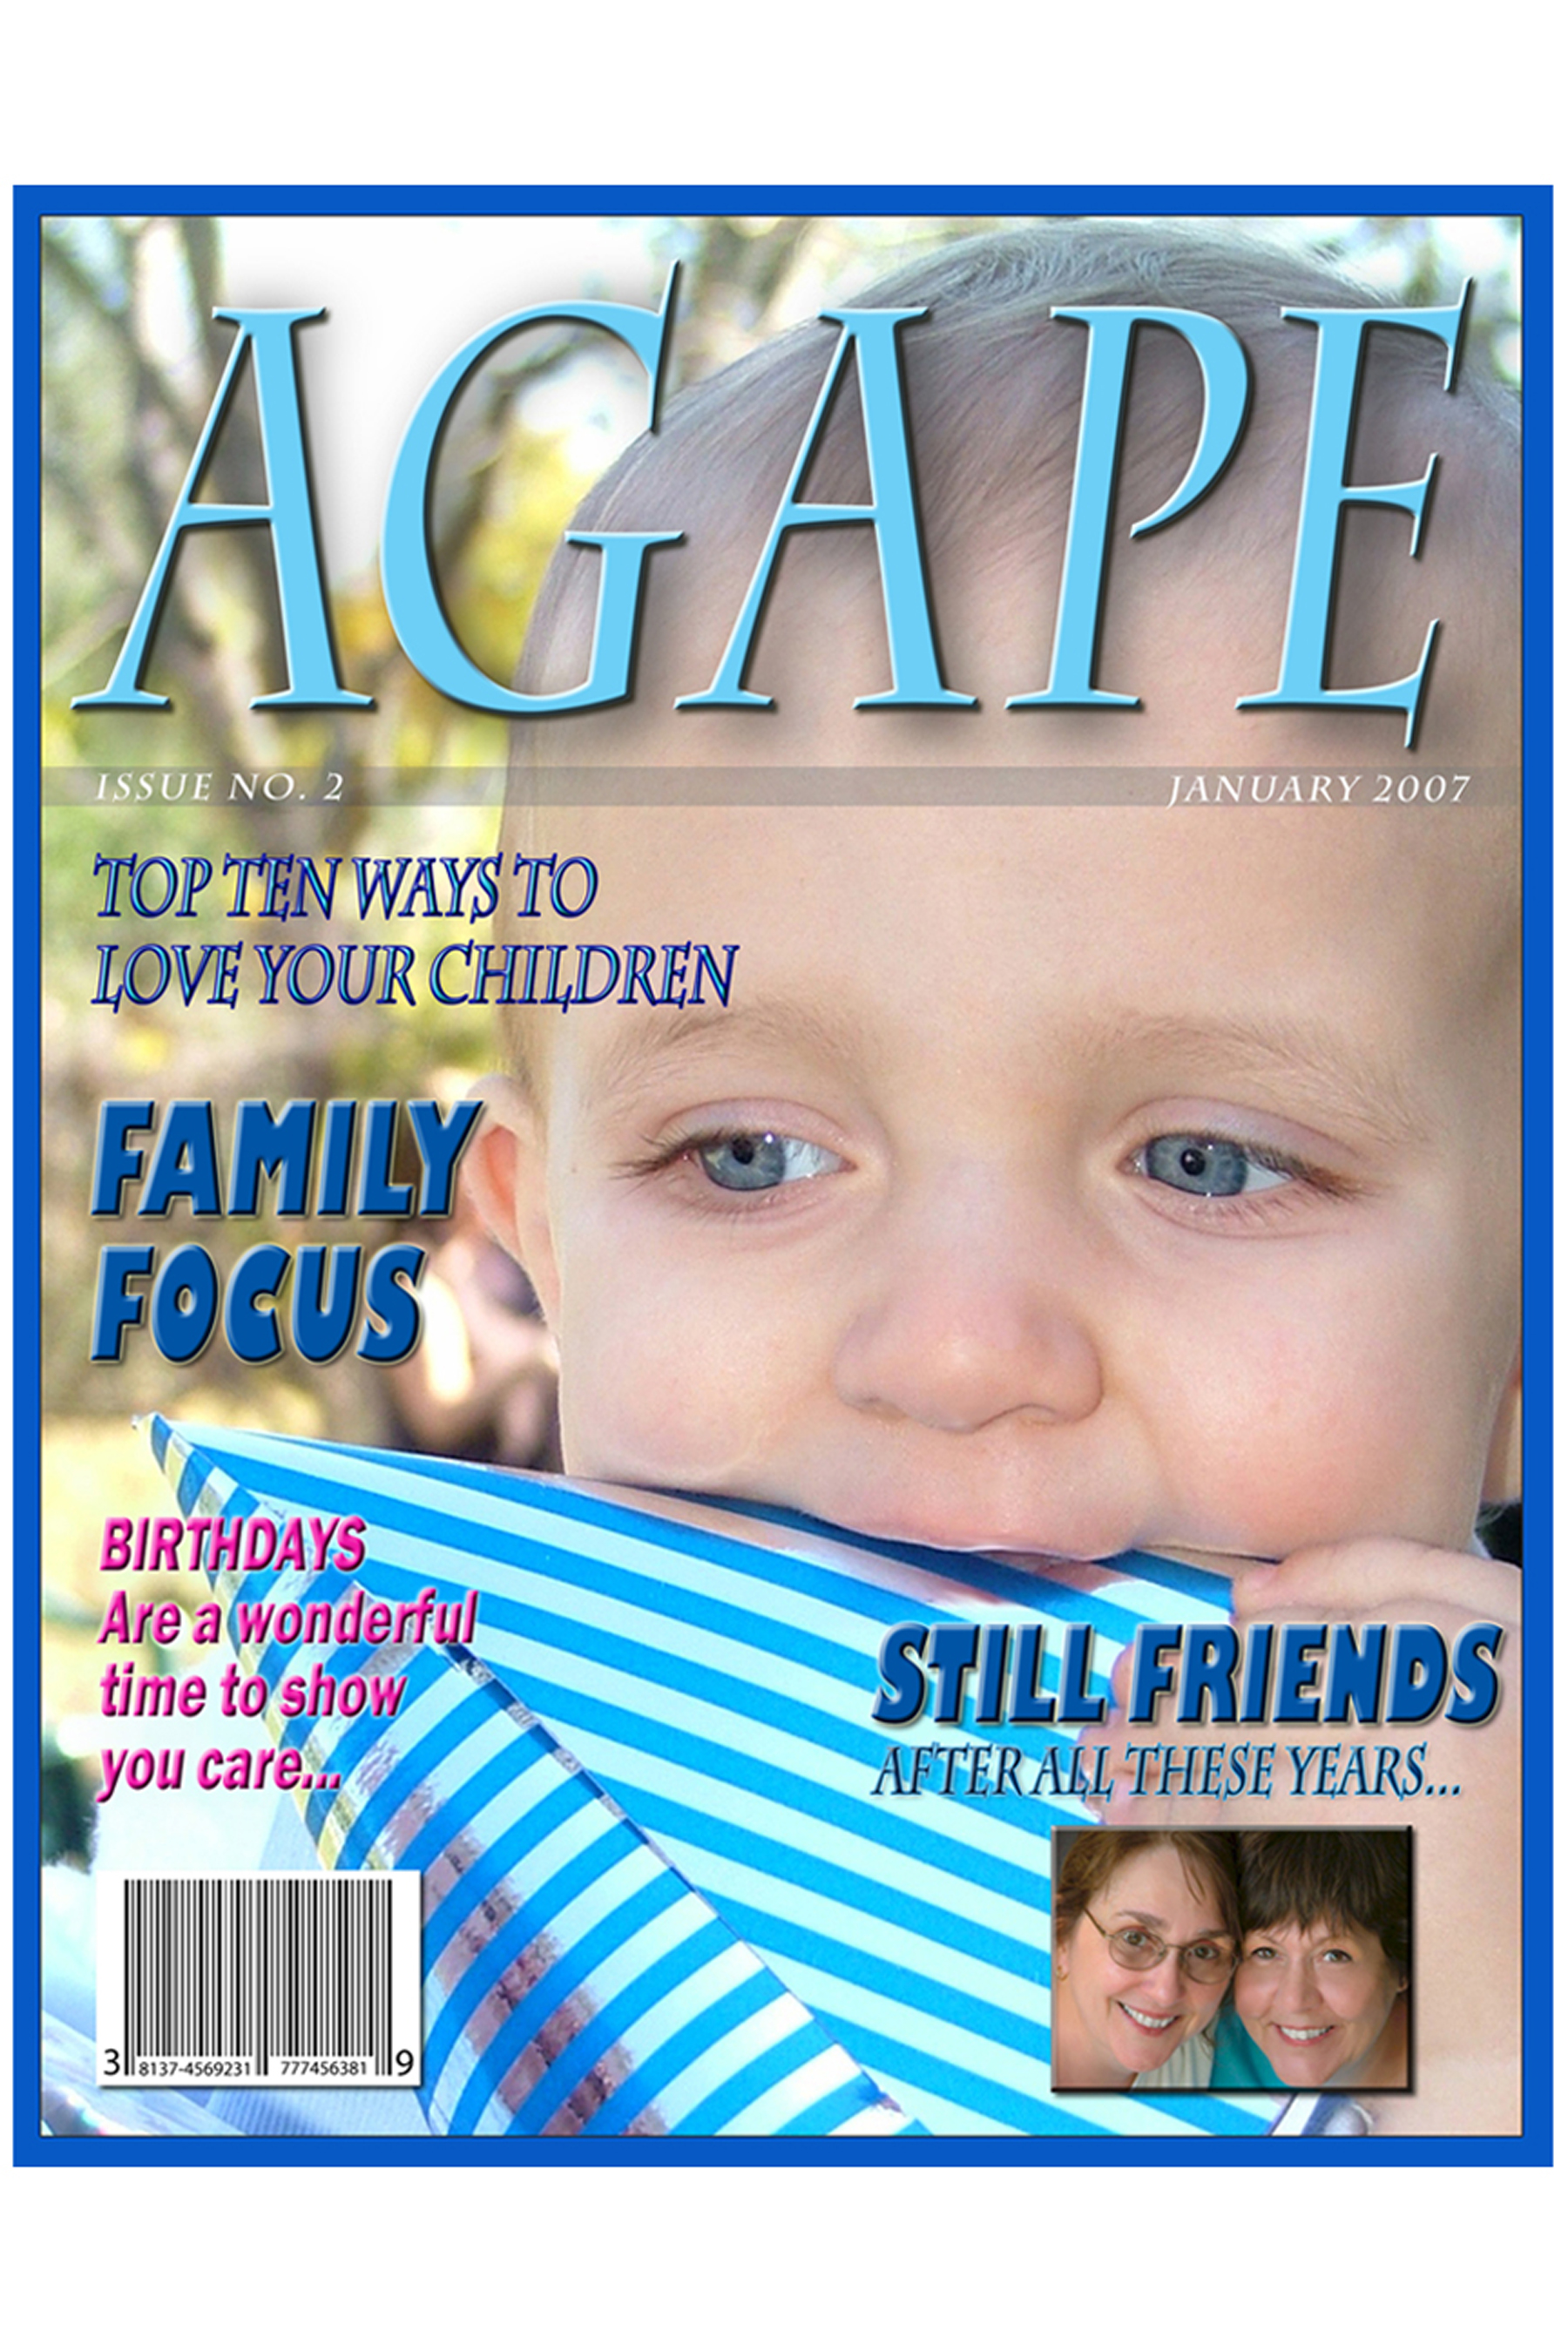 AGAPE
ISSUE NO. 2
JANUARY 2007
TOP TEN WAYS TO
LOVE YOUR CHILDREN
FAMILY
FOCUS
BIRTHDAYS
Are a wonderful
time to show
you care...
STILL FRIENDS
AFTER ALL THESE YEARS...
3 8137-4569231 777456381 9